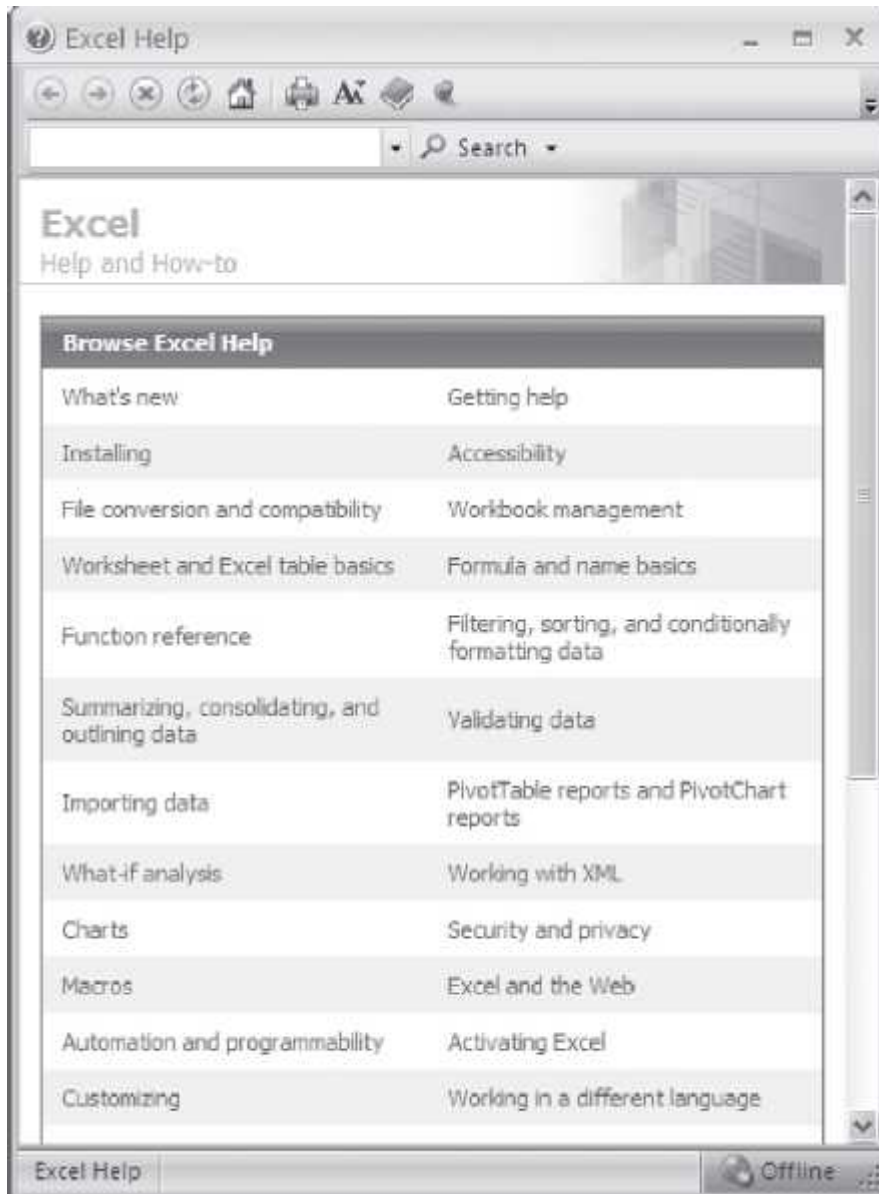 Excel Help
Search
Excel
Help and How-to
Browse Excel Help
What's new
Getting help
Installing
Accessibility
File conversion and compatibility
Workbook management
Worksheet and Excel table basics
Formula and name basics
Function reference
Filtering, sorting, and conditionally
formatting data
Summarizing, consolidating, and
outlining data
Validating data
Importing data
PivotTable reports and PivotChart
reports
What-if analysis
Working with XML
Charts
Security and privacy
Macros
Excel and the Web
Automation and programmability
Activating Excel
Customizing
Working in a different language
Excel Help
Offline